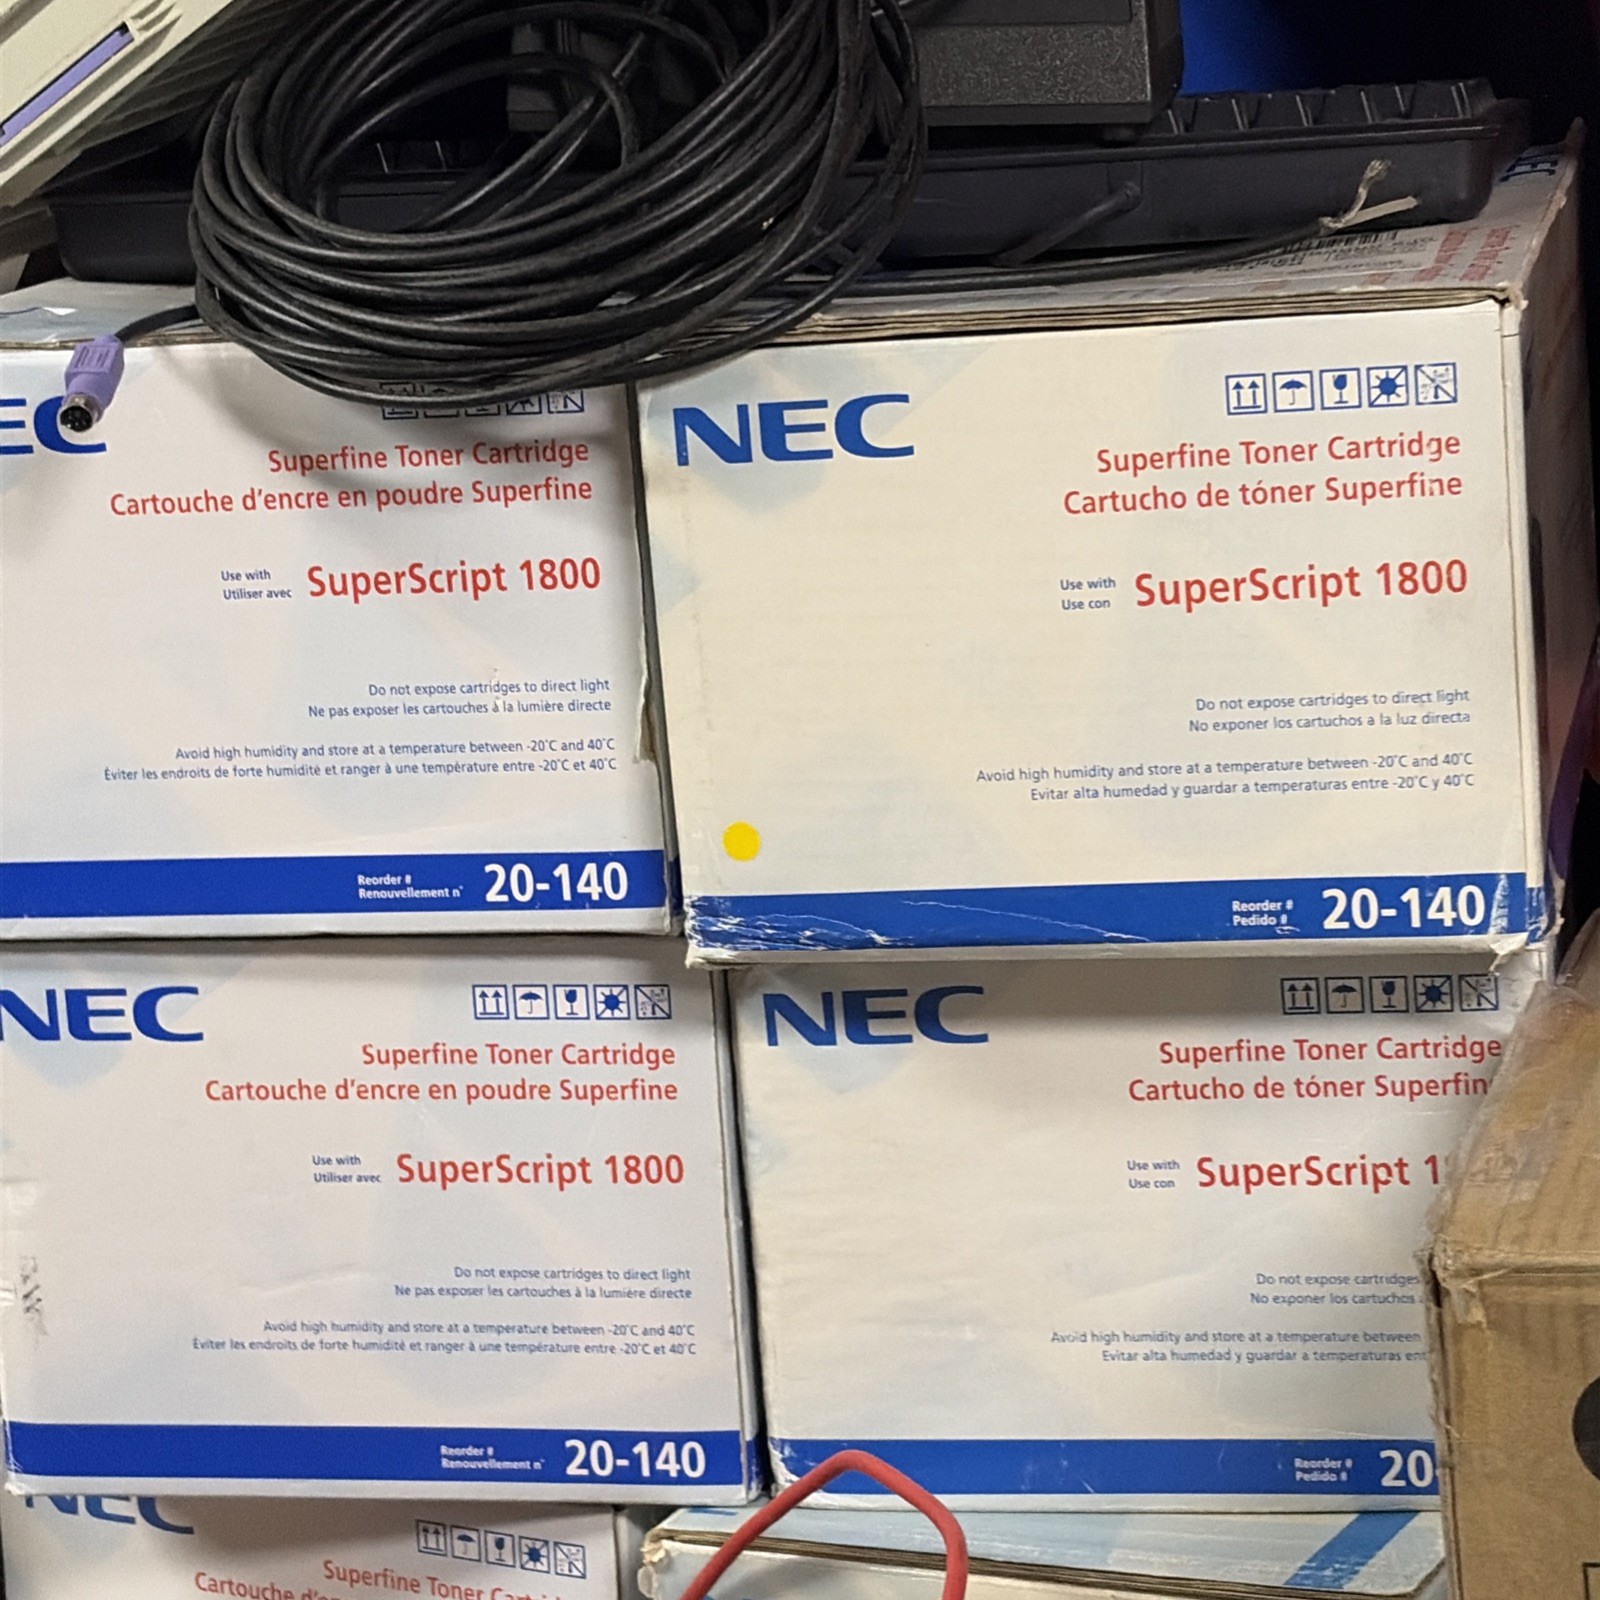 EC
Superfine Toner Cartridge
Cartouche d'encre en poudre Superfine
Use with
Utiliser avec
SuperScript 1800
Do not expose cartridges to direct light
Ne pas exposer les cartouches à la lumière directe
Avoid high humidity and store at a temperature between -20°C and 40°C
Éviter les endroits de forte humidité et ranger à une température entre -20°C et 40°C
Reorder #
Renouvellement n°
20-140
NEC
Superfine Toner Cartridge
Cartucho de tóner Superfine
Use with
Use con
SuperScript 1800
Do not expose cartridges to direct light
No exponer los cartuchos a la luz directa
Avoid high humidity and store at a temperature between -20°C and 40°C
Evitar alta humedad y guardar a temperaturas entre -20°C y 40°C
Reorder #
Pedido #
20-140
NEC
Superfine Toner Cartridge
Cartouche d'encre en poudre Superfine
Use with
Utiliser avec
SuperScript 1800
Do not expose cartridges to direct light
Ne pas exposer les cartouches à la lumière directe
Avoid high humidity and store at a temperature between -20°C and 40°C
Éviter les endroits de forte humidité et ranger à une température entre -20°C et 40°C
Reorder #
Renouvellement n°
20-140
NEC
Superfine Toner Cartridge
Cartucho de tóner Superfin
Use with
Use con
SuperScript 1
Do not expose cartridges
No exponer los cartuchos
Avoid high humidity and store at a temperature between
Evitar alta humedad y guardar a temperaturas ent
Reorder #
Pedido #
20
NEC
Superfine Toner
Cartouche